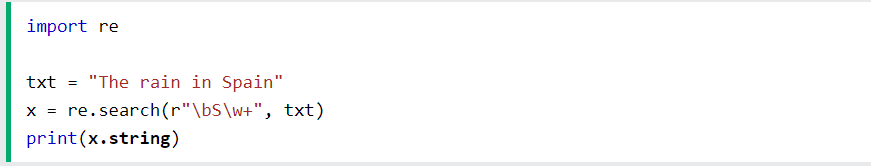 import re
txt = "The rain in Spain"
x = re.search(r"\bS\w+", txt)
print(x.string)